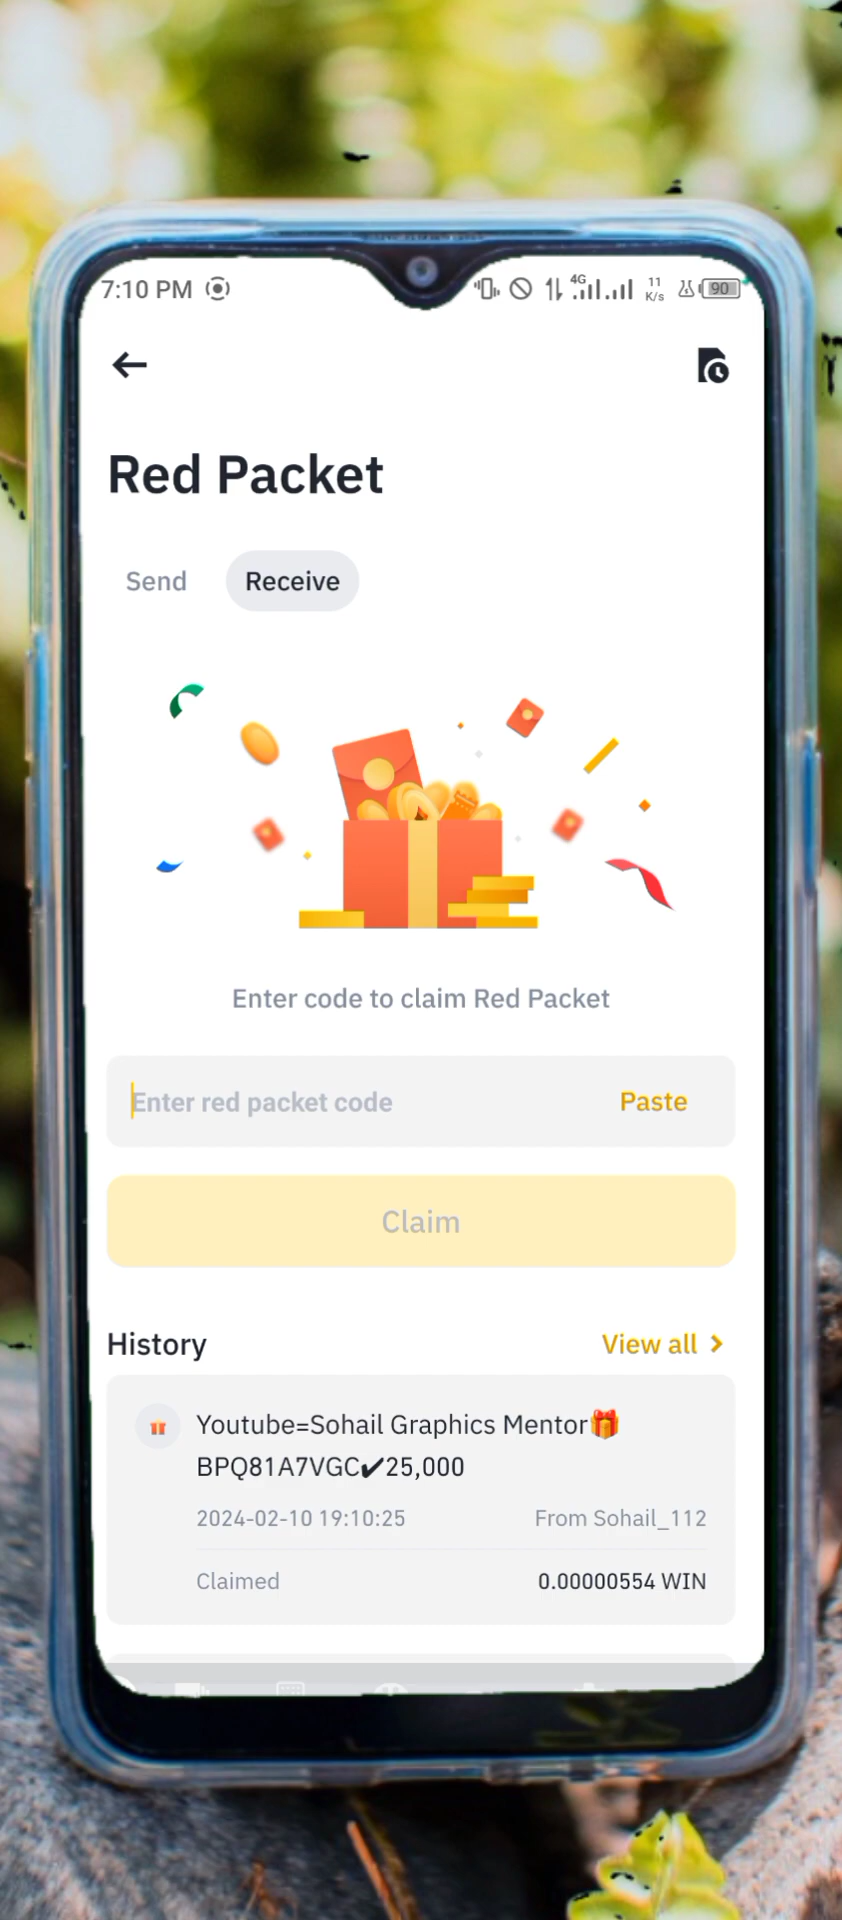 7:10 PM 4G 11 K/s 90
Red Packet
Send Receive
Enter code to claim Red Packet
Enter red packet code Paste
Claim
History View all
Youtube=Sohail Graphics Mentor🎁
BPQ81A7VGC✔25,000
2024-02-10 19:10:25 From Sohail_112
Claimed 0.00000554 WIN